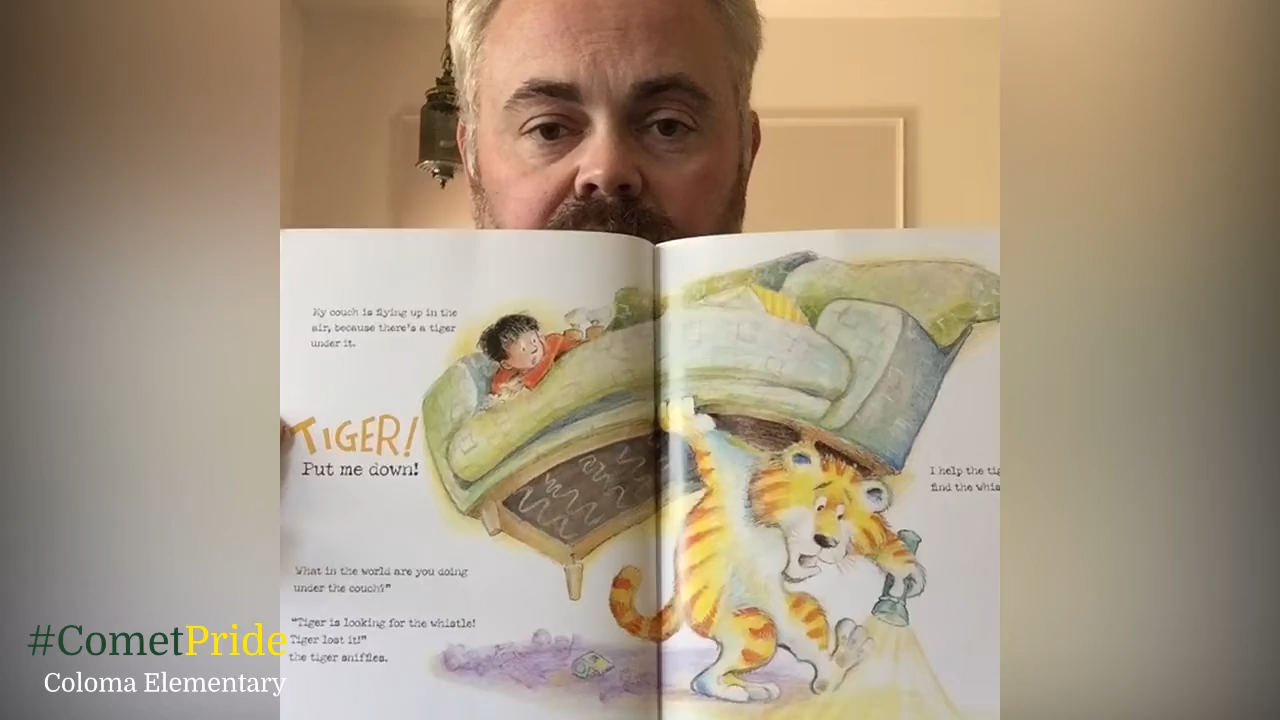 My couch is flying up in the
air, because there's a tiger
under it.
TIGER!
Put me down!
What in the world are you doing
under the couch?"
"Tiger is looking for the whistle!
Tiger lost it!"
the tiger sniffles.
I help the
find the
#CometPride
Coloma Elementary